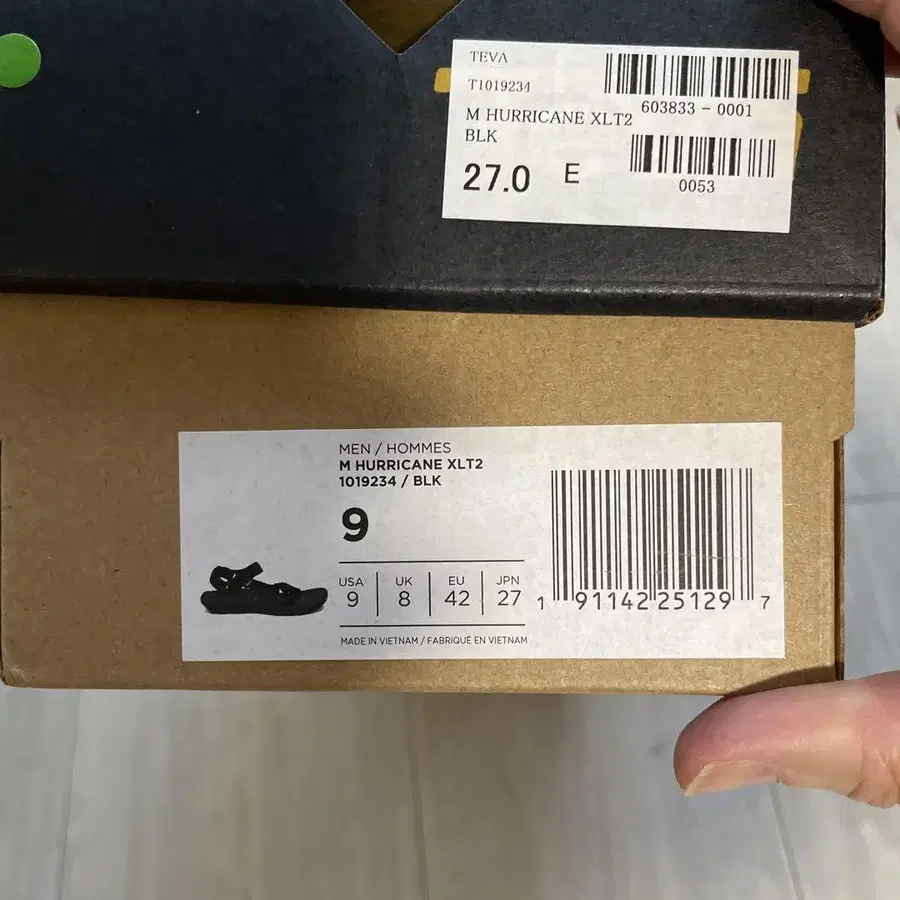 TEVA
T1019234
603833 - 0001
M HURRICANE XLT2
BLK
27.0 E
0053
MEN / HOMMES
M HURRICANE XLT2
1019234 / BLK
9
USA UK EU JPN
9 8 42 27
MADE IN VIETNAM / FABRIQUÉ EN VIETNAM
1 91142 25129 7